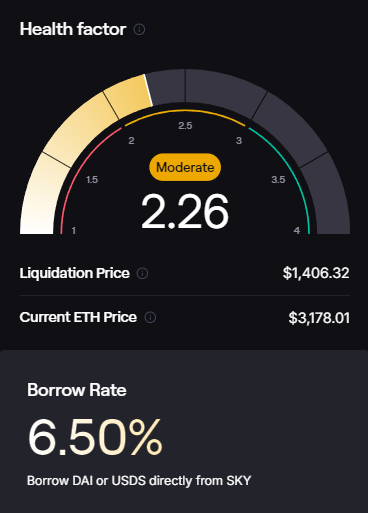 Health factor
2.5
2
3
1.5
3.5
Moderate
2.26
1
4
Liquidation Price
$1,406.32
Current ETH Price
$3,178.01
Borrow Rate
6.50%
Borrow DAI or USDS directly from SKY